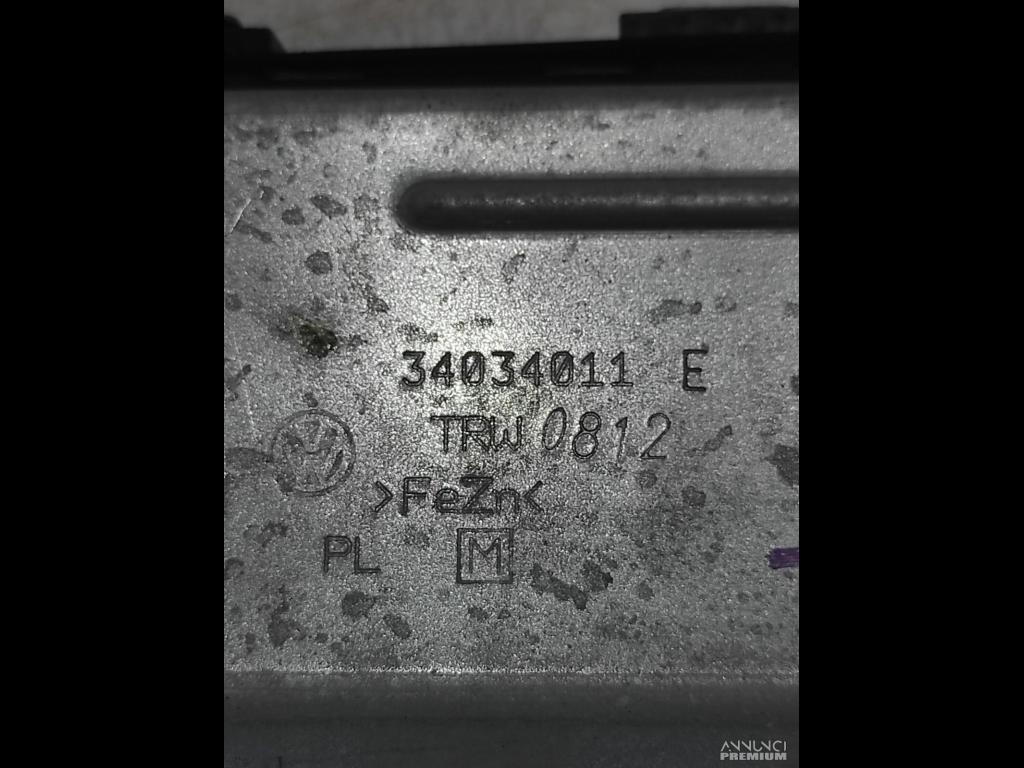 34034011 E
TRW 0812
>FeZn<
PL M
ANNUNCI
PREMIUM